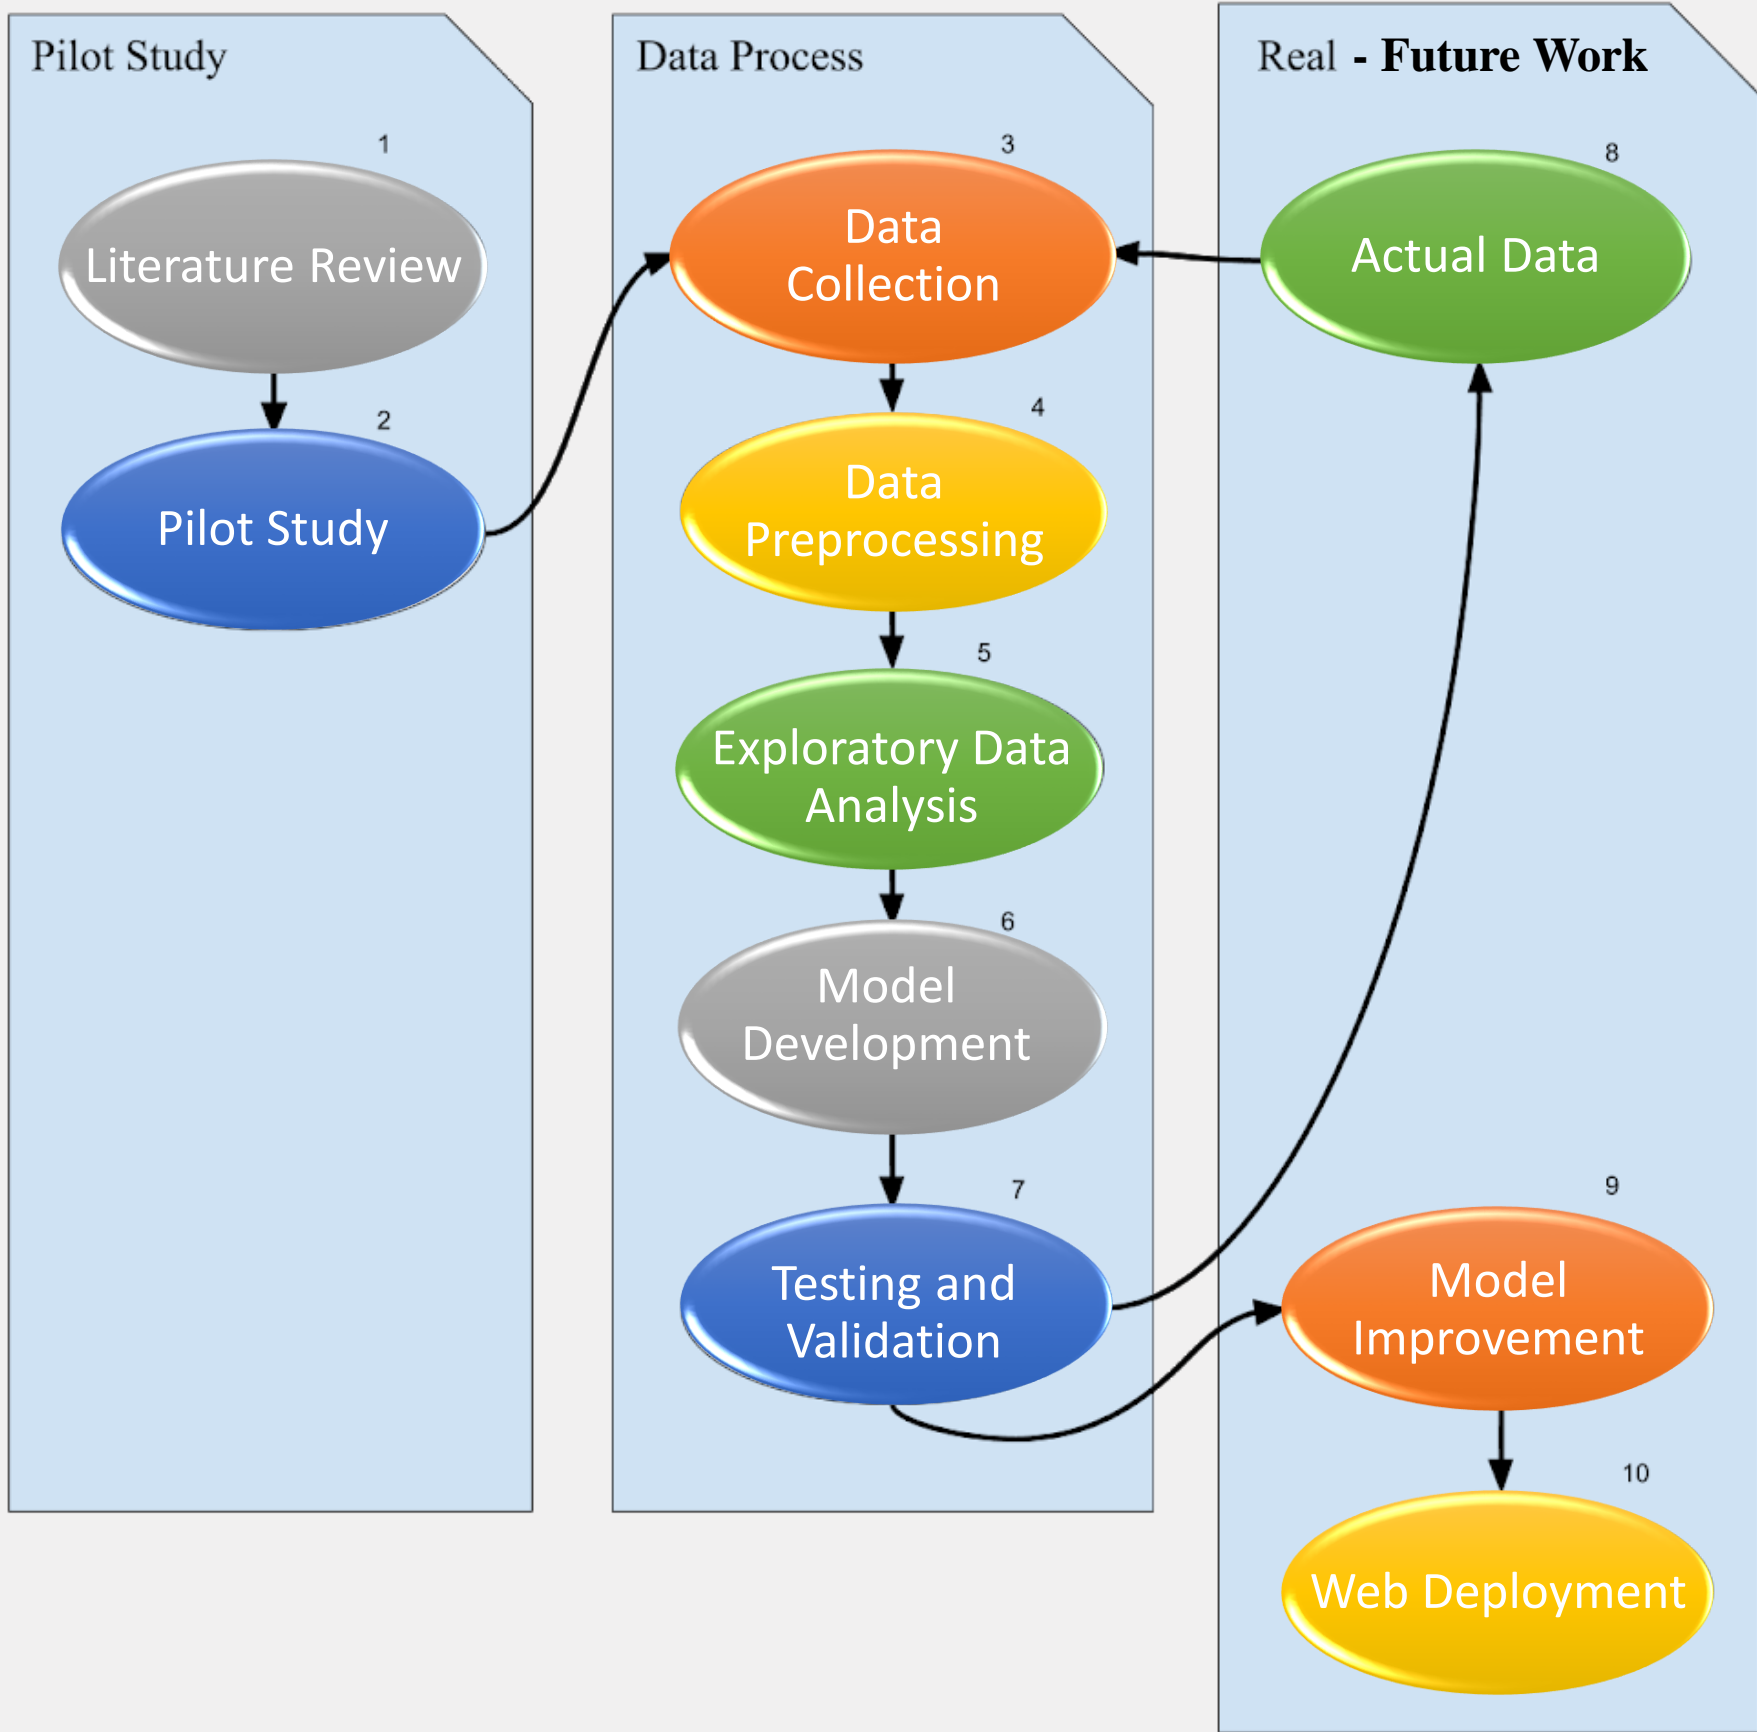 Pilot Study
1
Literature Review
2
Pilot Study
Data Process
3
Data
Collection
4
Data
Preprocessing
5
Exploratory Data
Analysis
6
Model
Development
7
Testing and
Validation
Real - Future Work
8
Actual Data
9
Model
Improvement
10
Web Deployment